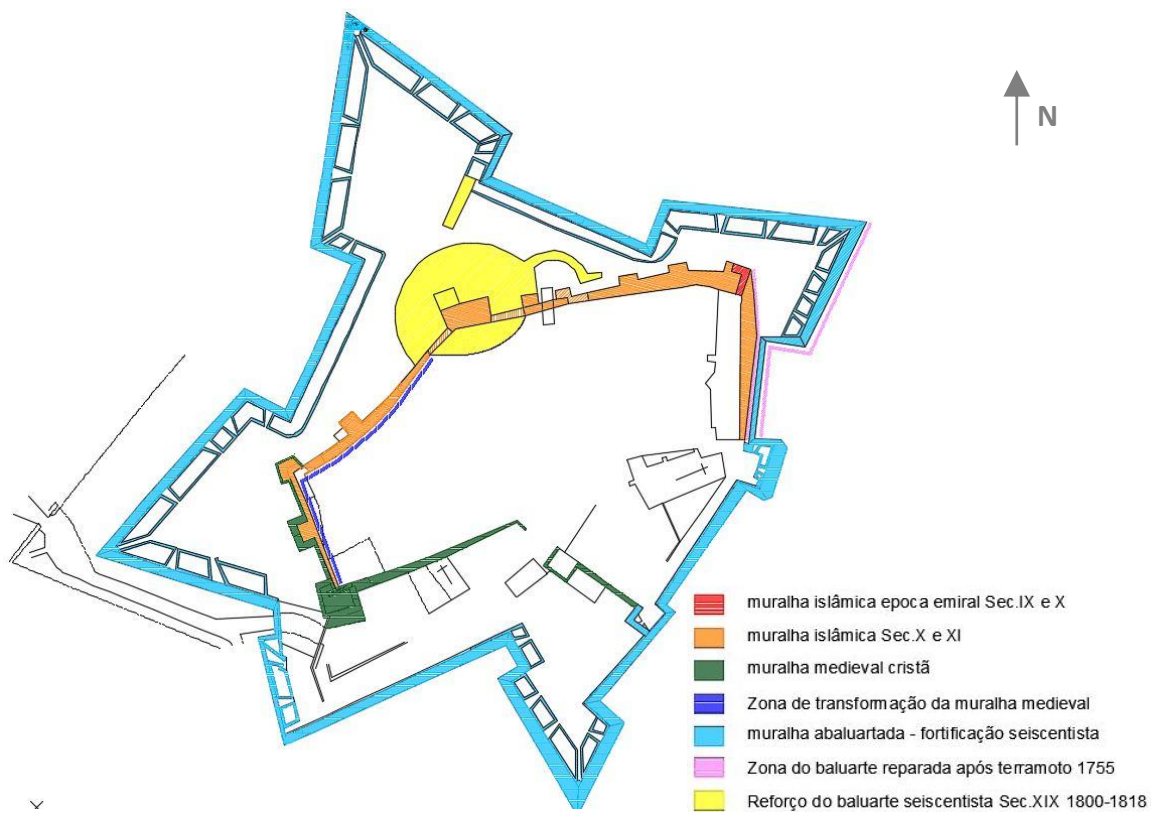 N
muralha islâmica epoca emiral Sec.IX e X
muralha islâmica Sec.X e XI
muralha medieval cristã
Zona de transformação da muralha medieval
muralha abaluartada - fortificação seiscentista
Zona do baluarte reparada após terramoto 1755
Reforço do baluarte seiscentista Sec.XIX 1800-1818